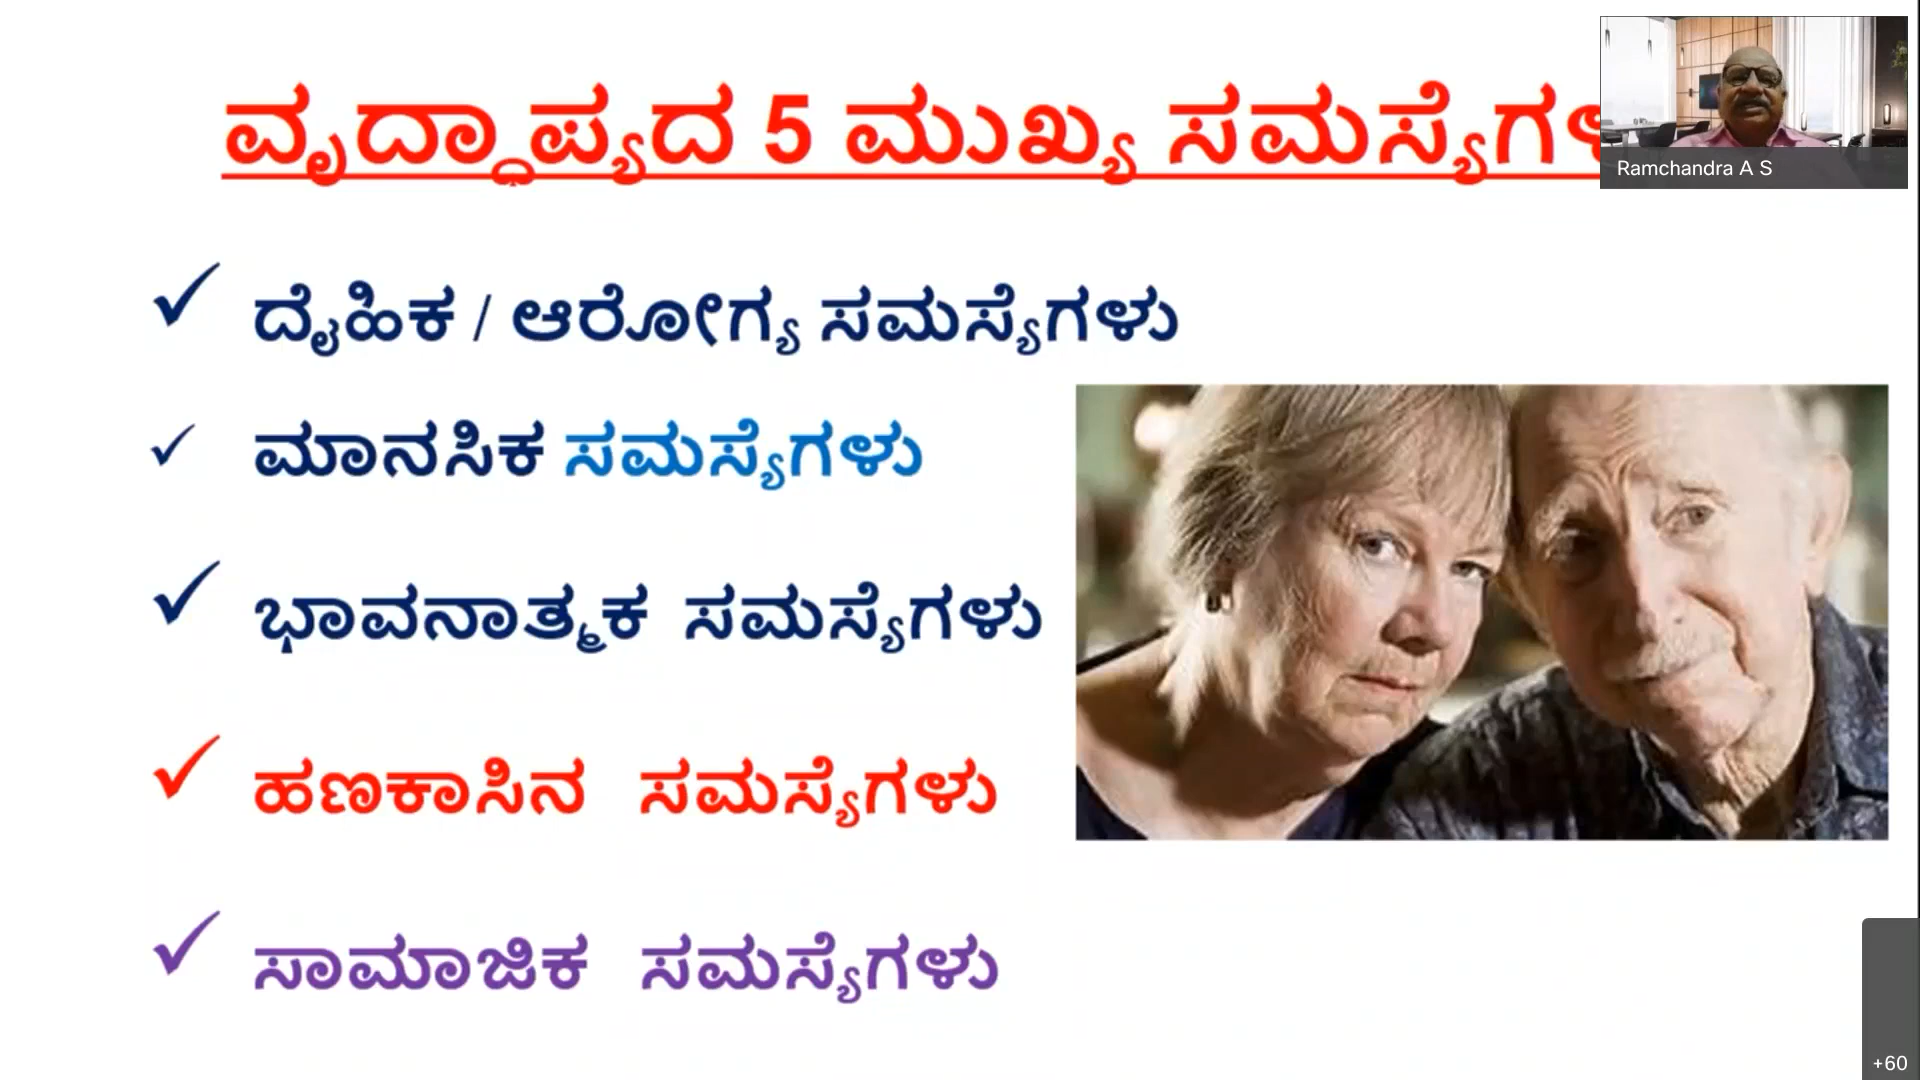 ವೃದ್ಧಾಪ್ಯದ 5 ಮುಖ್ಯ ಸಮಸ್ಯೆಗಳ
Ramchandra A S
ದೈಹಿಕ / ಆರೋಗ್ಯ ಸಮಸ್ಯೆಗಳು
ಮಾನಸಿಕ ಸಮಸ್ಯೆಗಳು
ಭಾವನಾತ್ಮಕ ಸಮಸ್ಯೆಗಳು
ಹಣಕಾಸಿನ ಸಮಸ್ಯೆಗಳು
ಸಾಮಾಜಿಕ ಸಮಸ್ಯೆಗಳು
+60